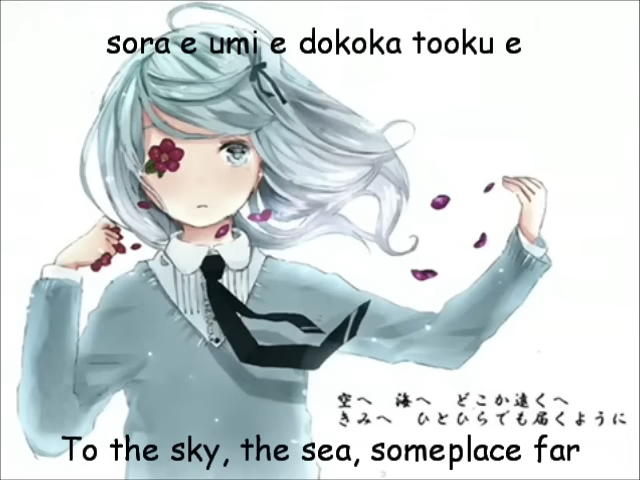 sora e umi e dokoka tooku e
空へ 海へ どこか遠くへ
きみへ ひとひらでも届くように
To the sky, the sea, someplace far